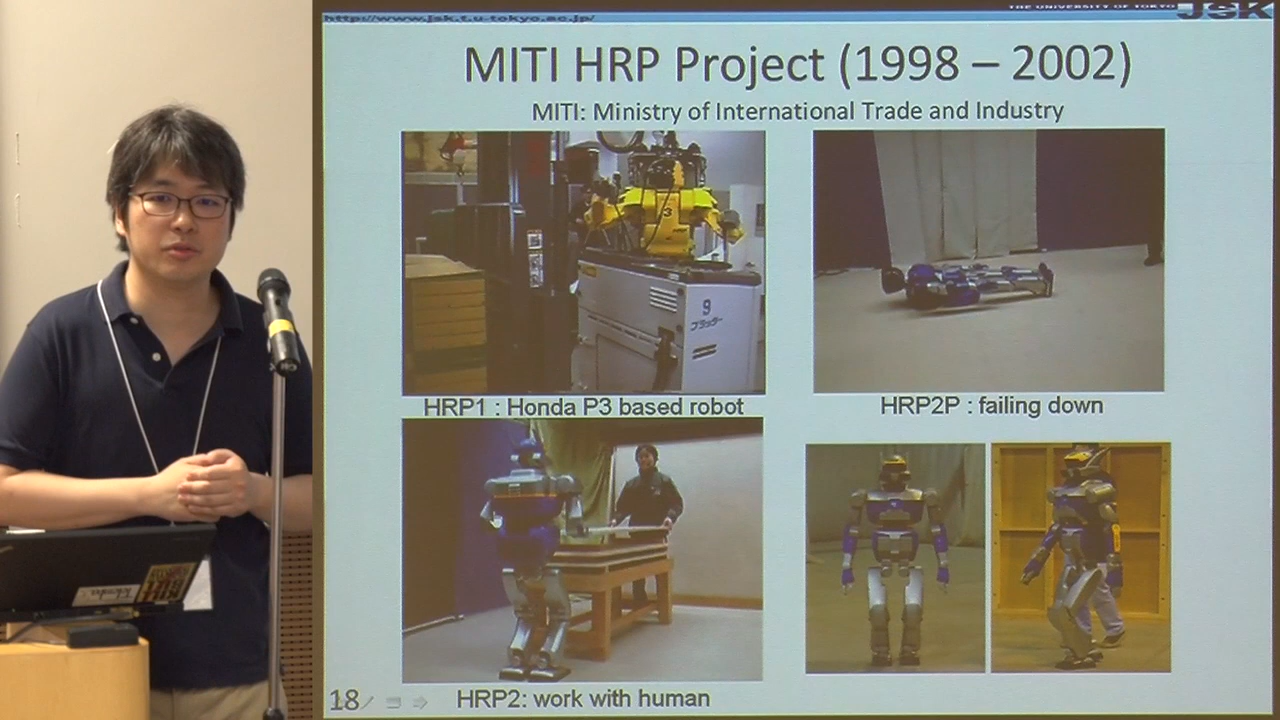 http://www.jsk.t.u-tokyo.ac.jp/
THE UNIVERSITY OF TOKYO JSK
MITI HRP Project (1998 – 2002)
MITI: Ministry of International Trade and Industry
3
9
ブラッター
HRP1 : Honda P3 based robot
HRP2P : failing down
18
HRP2: work with human